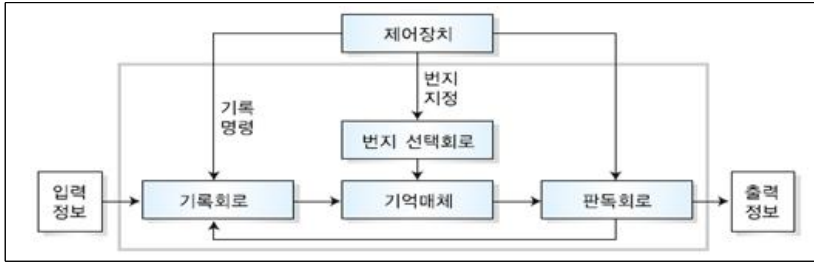 제어장치
번지
지정
기록
명령
번지 선택회로
입력
정보
기록회로
기억매체
판독회로
출력
정보